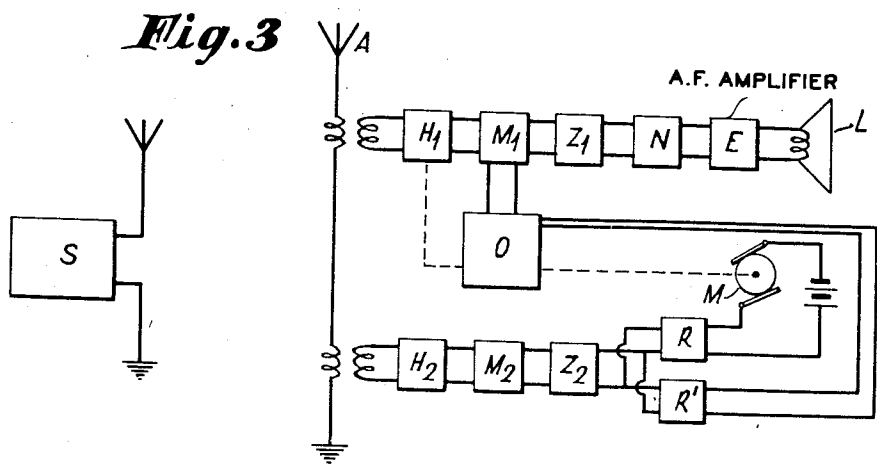 Fig. 3
A
A.F. AMPLIFIER
H1 M1 Z1 N E L
S
O
M
R
H2 M2 Z2
R'